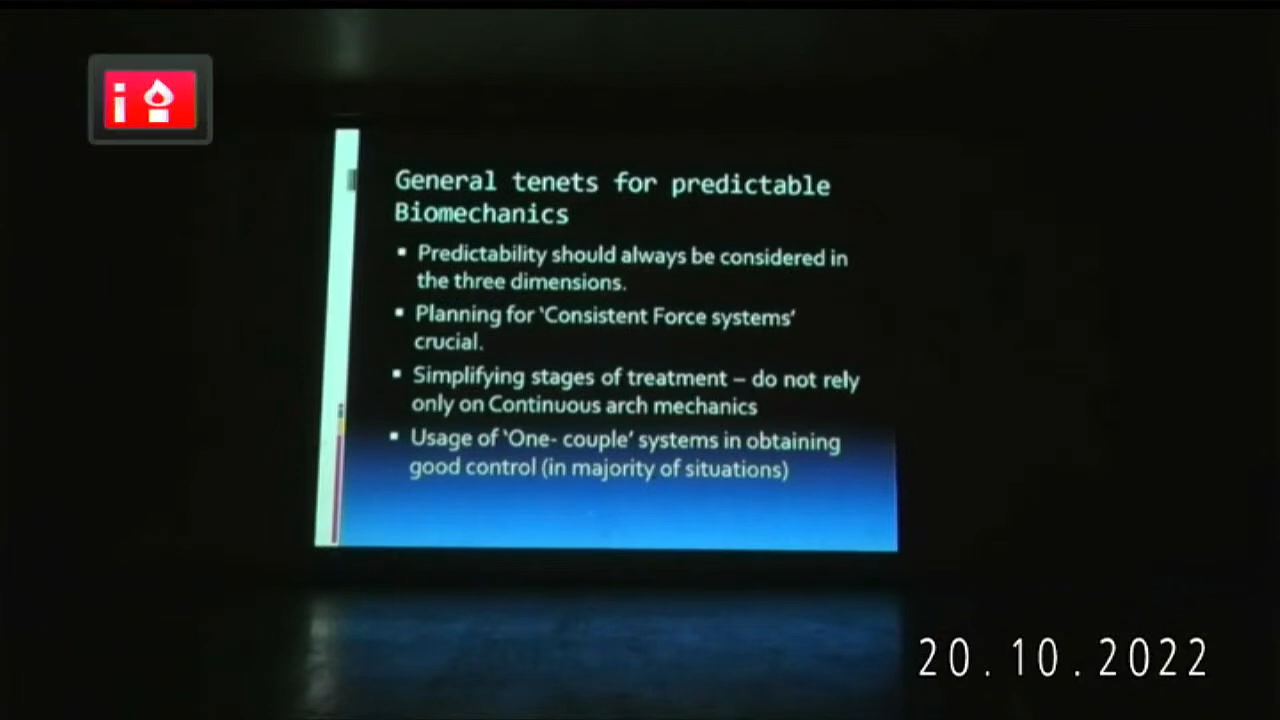 General tenets for predictable
Biomechanics
▪ Predictability should always be considered in
the three dimensions.
▪ Planning for ‘Consistent Force systems’
crucial.
▪ Simplifying stages of treatment – do not rely
only on Continuous arch mechanics
▪ Usage of ‘One- couple’ systems in obtaining
good control (in majority of situations)
20.10.2022